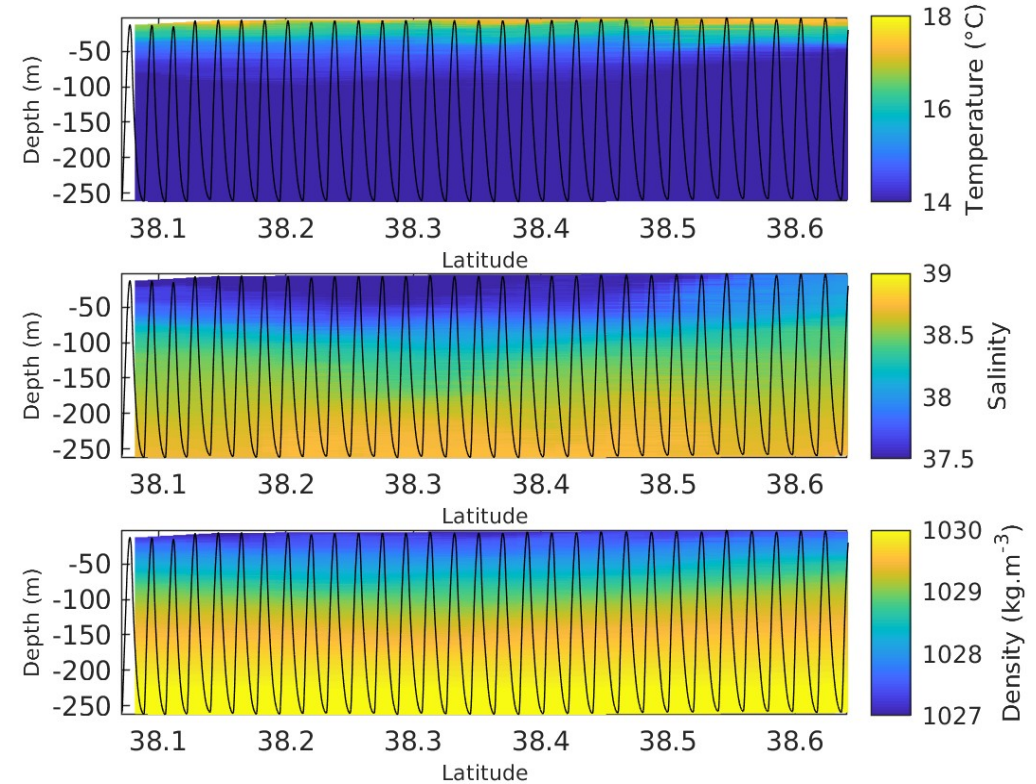 -50
-100
-150
-200
-250
Depth (m)
38.1 38.2 38.3 38.4 38.5 38.6
Latitude
18
16
14
Temperature (°C)
-50
-100
-150
-200
-250
Depth (m)
38.1 38.2 38.3 38.4 38.5 38.6
Latitude
39
38.5
38
37.5
Salinity
-50
-100
-150
-200
-250
Depth (m)
38.1 38.2 38.3 38.4 38.5 38.6
Latitude
1030
1029
1028
1027
Density (kg.m⁻³)